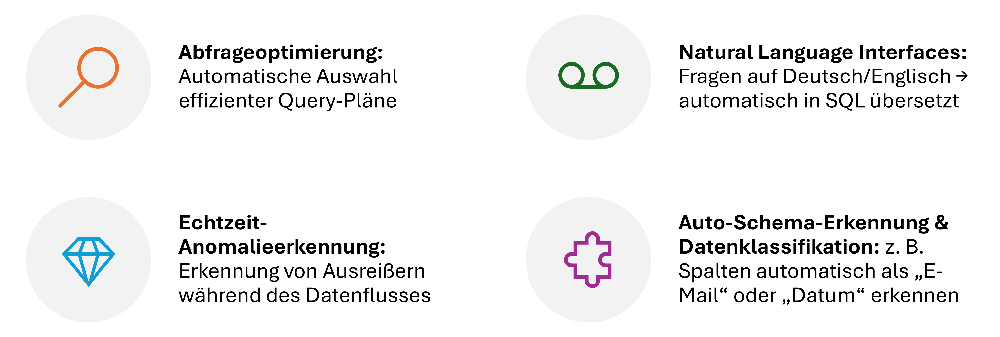 Abfrageoptimierung:
Automatische Auswahl
effizienter Query-Pläne
Natural Language Interfaces:
Fragen auf Deutsch/Englisch →
automatisch in SQL übersetzt
Echtzeit-
Anomalieerkennung:
Erkennung von Ausreißern
während des Datenflusses
Auto-Schema-Erkennung &
Datenklassifikation: z. B.
Spalten automatisch als „E-
Mail“ oder „Datum“ erkennen